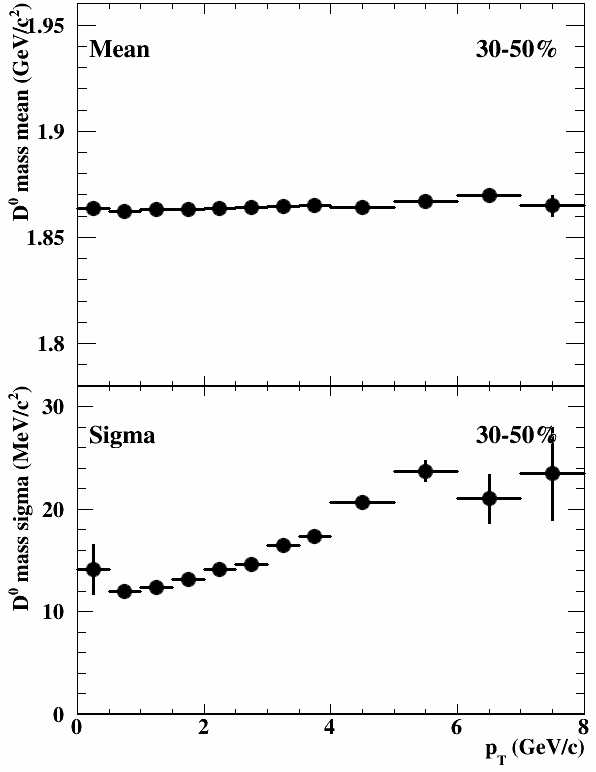 D⁰ mass mean (GeV/c²)
1.95
Mean
30-50%
1.9
1.85
1.8
D⁰ mass sigma (MeV/c²)
30
Sigma
30-50%
20
10
0
0 2 4 6 8
p_T (GeV/c)